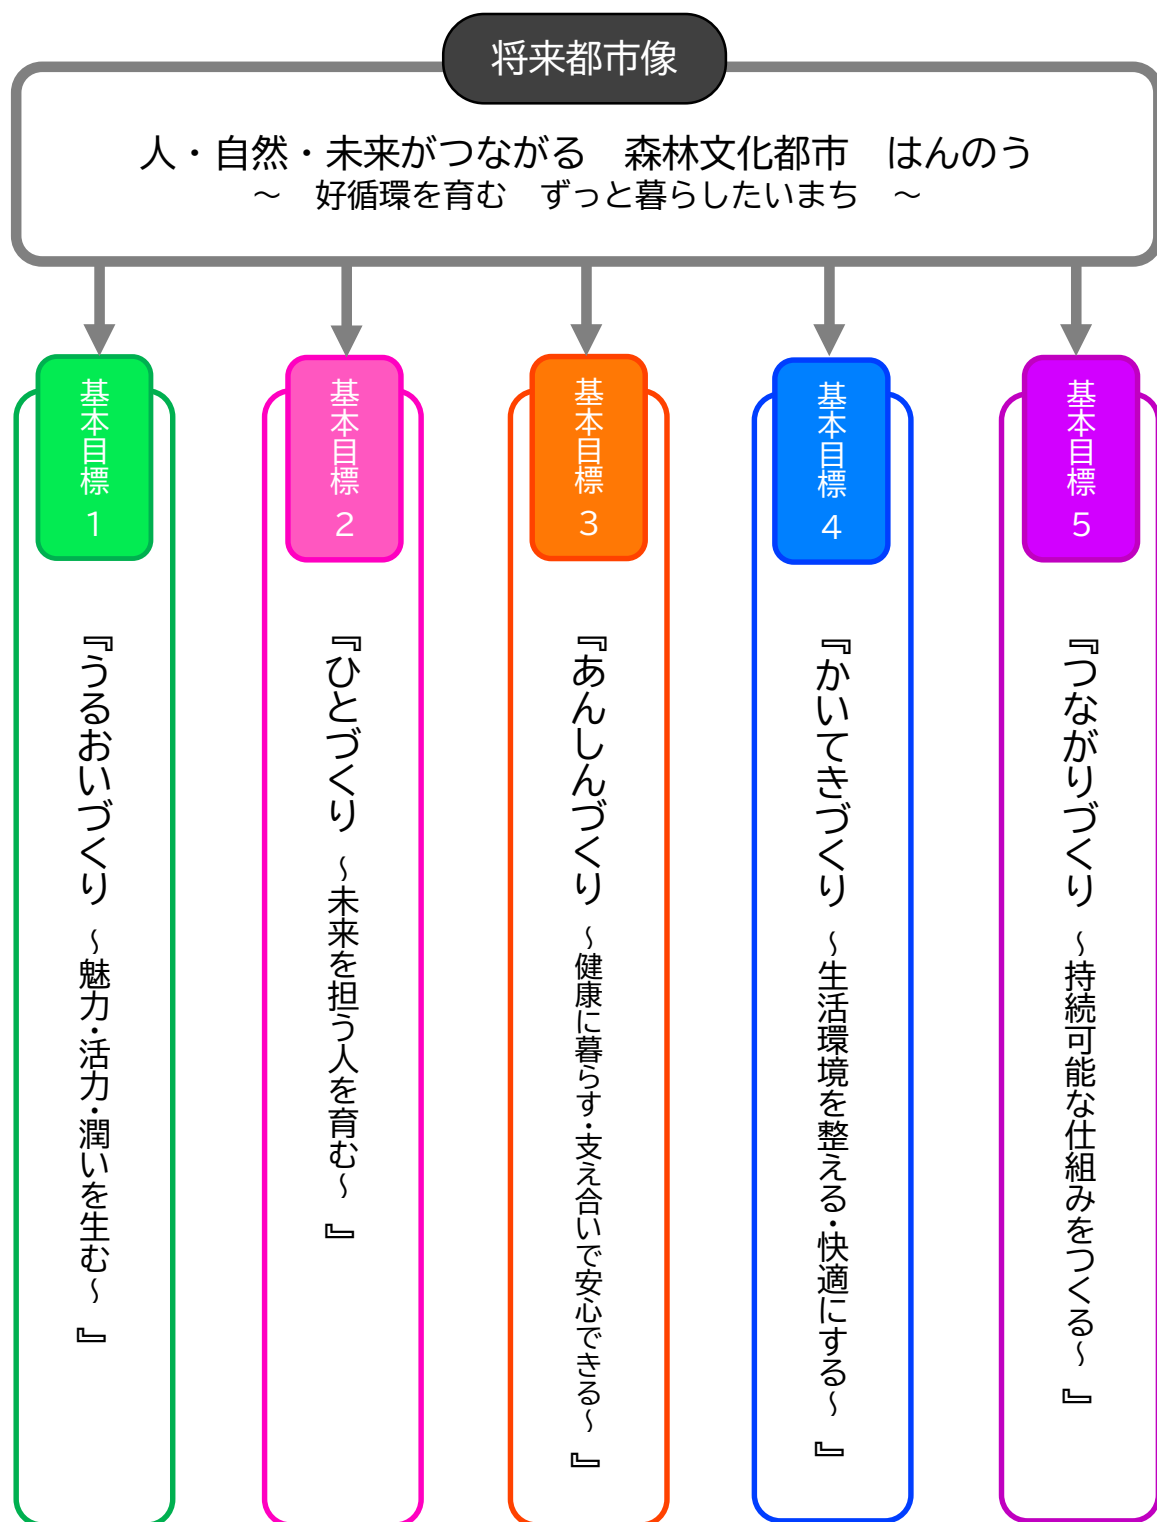 将来都市像
人・自然・未来がつながる　森林文化都市　はんのう
～　好循環を育む　ずっと暮らしたいまち　～
基本目標 1
『うるおいづくり ～魅力・活力・潤いを生む～ 』
基本目標 2
『ひとづくり ～未来を担う人を育む～ 』
基本目標 3
『あんしんづくり ～健康に暮らす・支え合いで安心できる～ 』
基本目標 4
『かいてきづくり ～生活環境を整える・快適にする～ 』
基本目標 5
『つながりづくり ～持続可能な仕組みをつくる～ 』